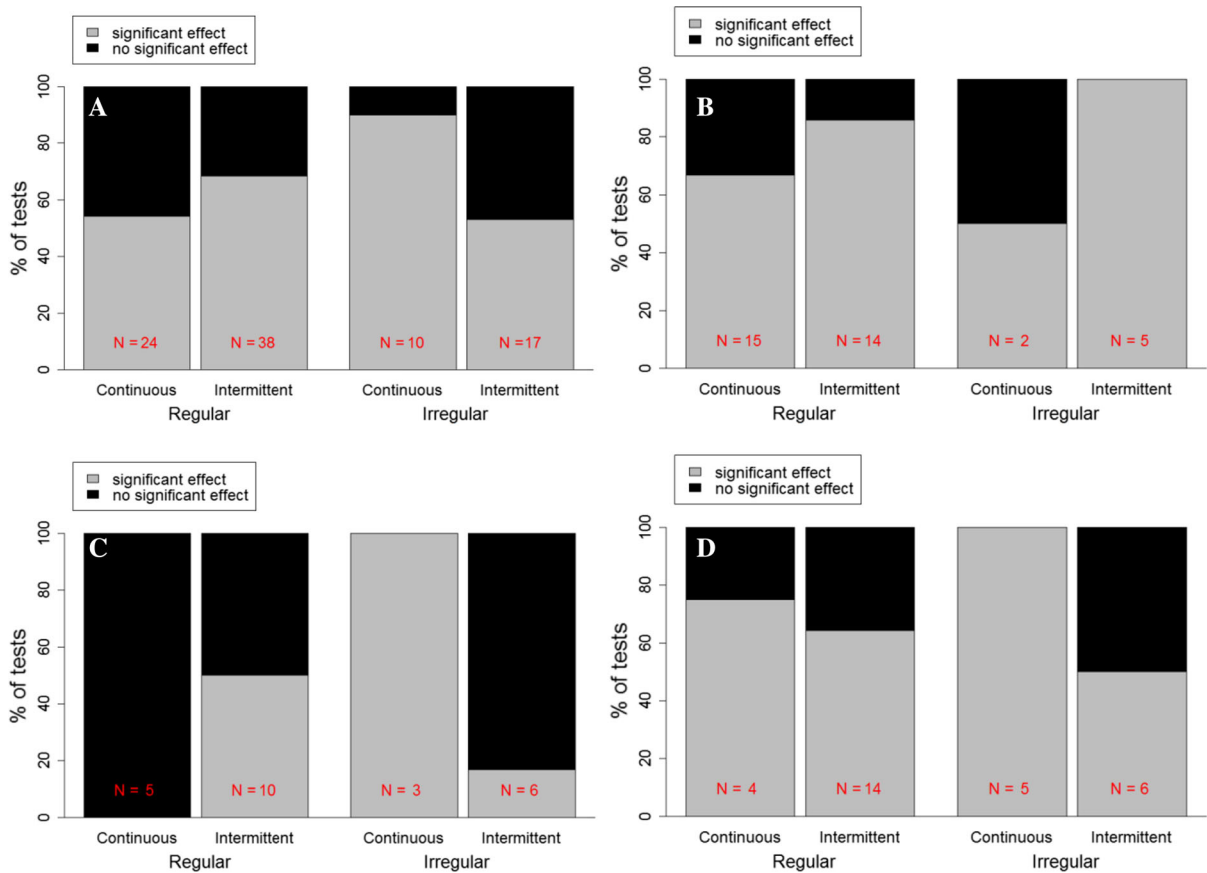 significant effect
no significant effect
A
% of tests
100
80
60
40
20
0
N = 24 N = 38 N = 10 N = 17
Continuous Intermittent Continuous Intermittent
Regular Irregular
significant effect
no significant effect
B
% of tests
100
80
60
40
20
0
N = 15 N = 14 N = 2 N = 5
Continuous Intermittent Continuous Intermittent
Regular Irregular
significant effect
no significant effect
C
% of tests
100
80
60
40
20
0
N = 5 N = 10 N = 3 N = 6
Continuous Intermittent Continuous Intermittent
Regular Irregular
significant effect
no significant effect
D
% of tests
100
80
60
40
20
0
N = 4 N = 14 N = 5 N = 6
Continuous Intermittent Continuous Intermittent
Regular Irregular